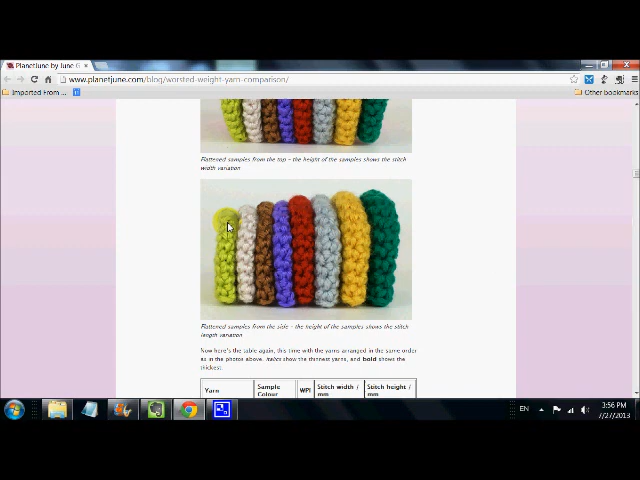 PlanetJune by June G
www.planetjune.com/blog/worsted-weight-yarn-comparison/
Imported From ...
Other bookmarks
Flattened samples from the top - the height of the samples shows the stitch
width variation
Flattened samples from the side - the height of the samples shows the stitch
length variation
Now here's the table again, this time with the yarns arranged in the same order
as in the photos above. Italics show the thinnest yarns, and bold shows the
thickest:
Yarn
Sample
Colour
WPI
Stitch width /
mm
Stitch height /
mm
EN
3:56 PM
7/27/2013